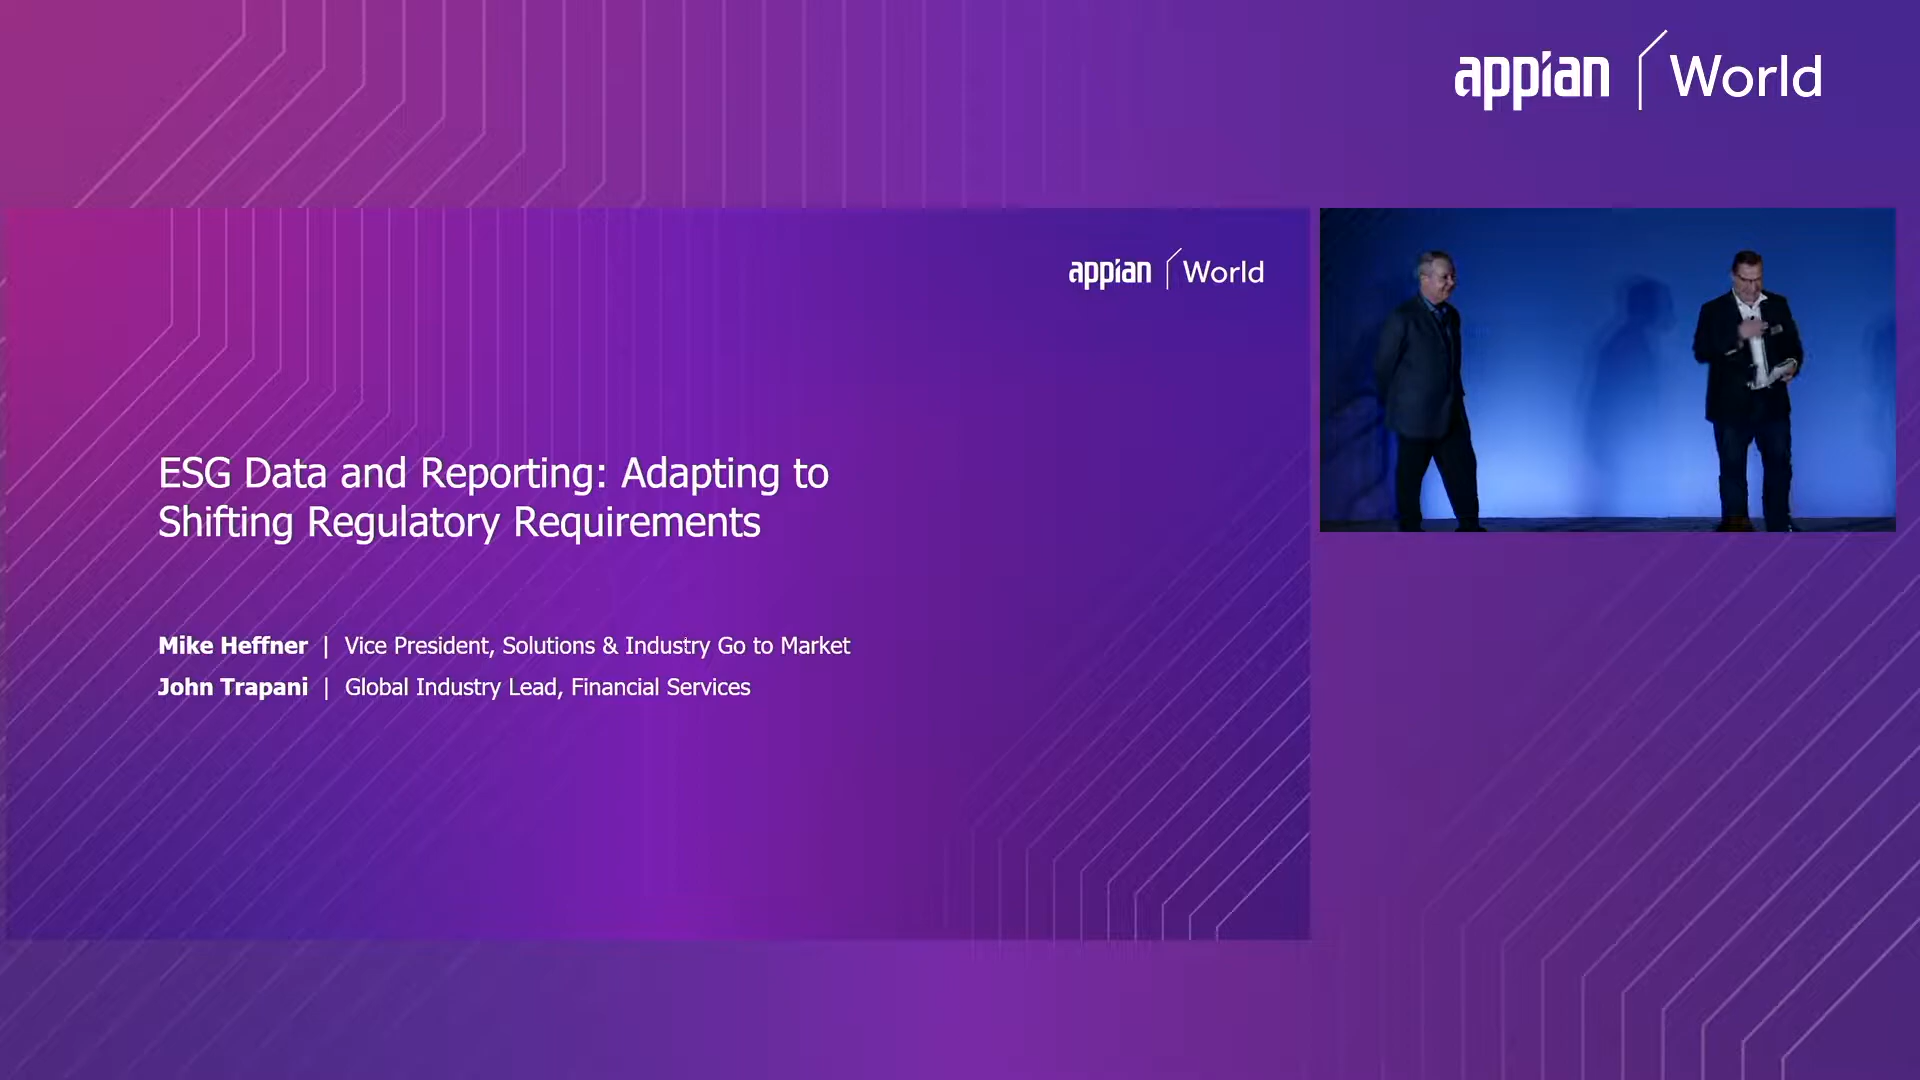 appian World
appian World
ESG Data and Reporting: Adapting to
Shifting Regulatory Requirements
Mike Heffner | Vice President, Solutions & Industry Go to Market
John Trapani | Global Industry Lead, Financial Services